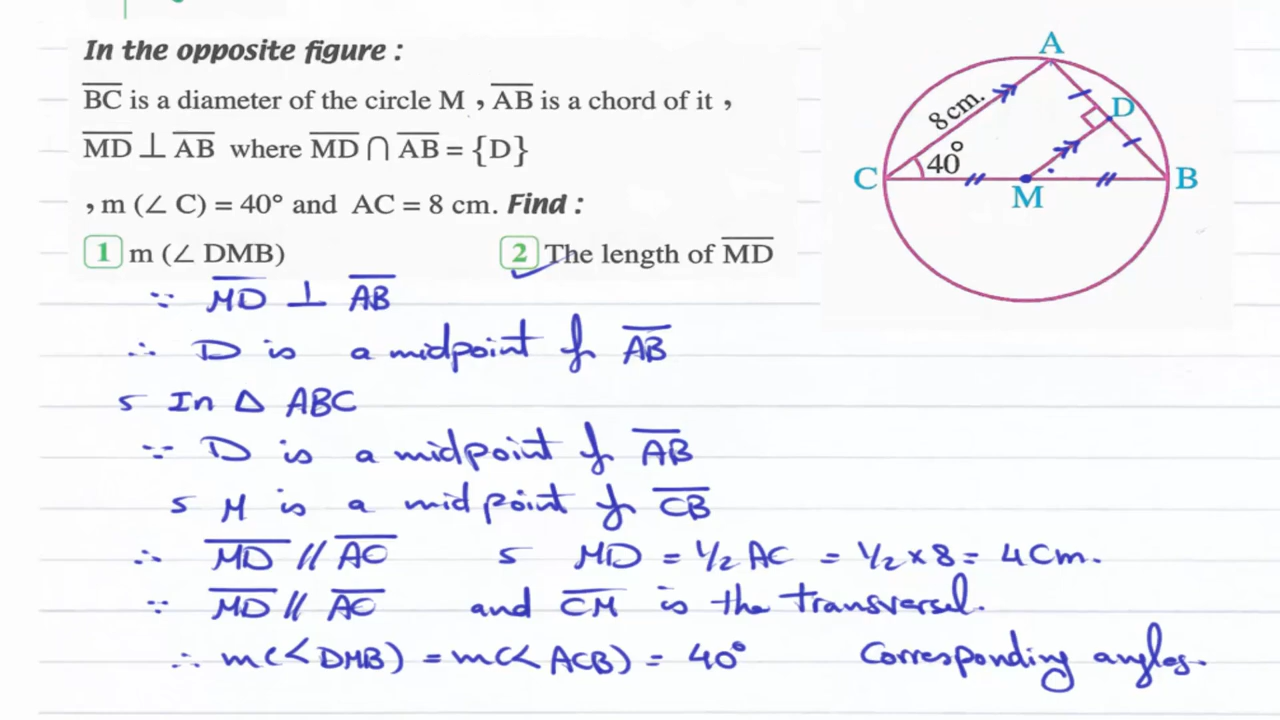 In the opposite figure :
BC is a diameter of the circle M , AB is a chord of it ,
MD ⊥ AB where MD ∩ AB = {D}
, m (∠ C) = 40° and AC = 8 cm. Find :
1 m (∠ DMB) 2 The length of MD
A
8 cm.
D
40°
C
M
B
∵ MD ⊥ AB
∴ D is a midpoint of AB
, In Δ ABC
∵ D is a midpoint of AB
, M is a midpoint of CB
∴ MD // AC , MD = 1/2 AC = 1/2 × 8 = 4 Cm.
∵ MD // AC and CM is the transversel.
∴ m(< DMB) = m(< ACB) = 40° Corresponding angles.